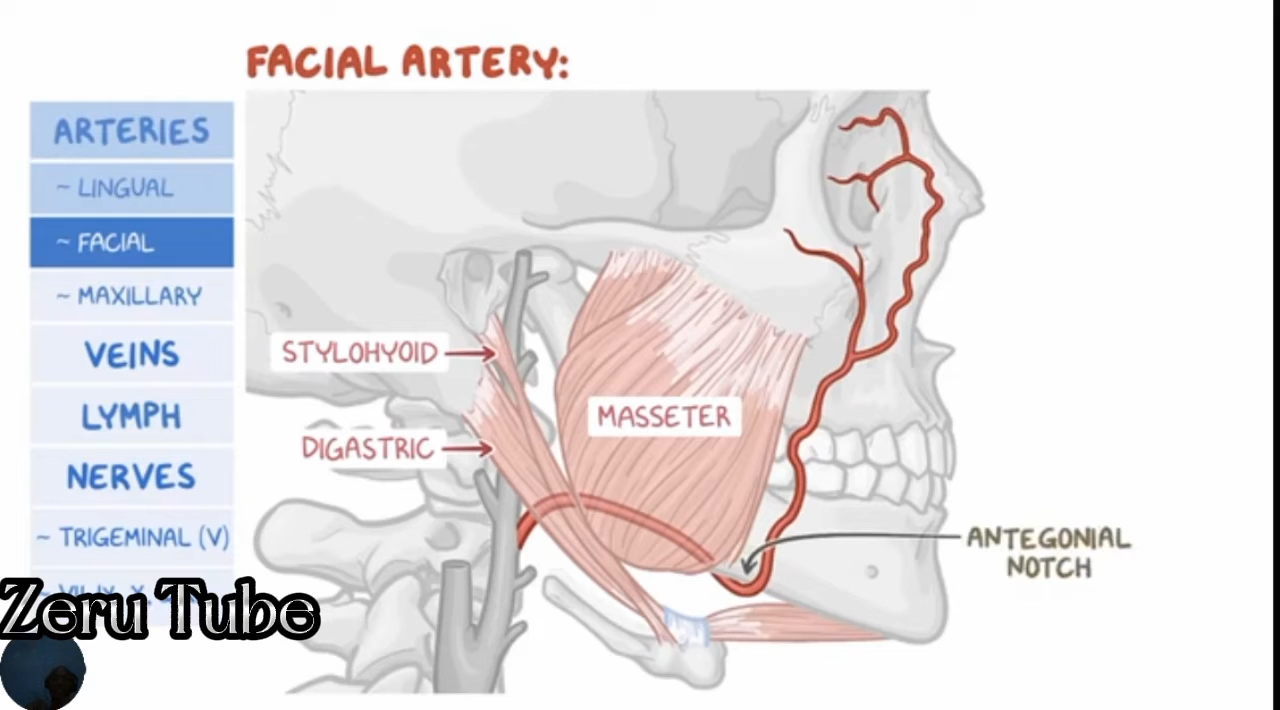 FACIAL ARTERY:
ARTERIES
~ LINGUAL
~ FACIAL
~ MAXILLARY
VEINS
LYMPH
NERVES
~ TRIGEMINAL (V)
Zeru Tube
STYLOHYOID
DIGASTRIC
MASSETER
ANTEGONIAL
NOTCH